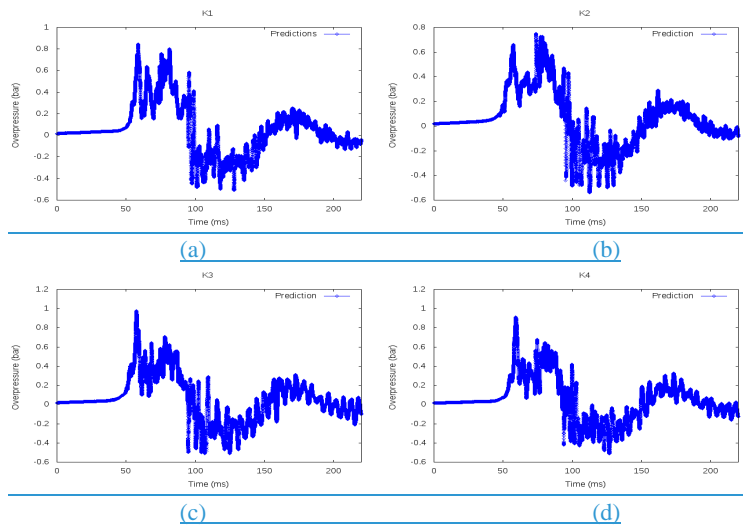 K1
Predictions
1
0.8
0.6
0.4
0.2
0
-0.2
-0.4
-0.6
Overpressure (bar)
0 50 100 150 200
Time (ms)
(a)
K2
Prediction
0.8
0.6
0.4
0.2
0
-0.2
-0.4
-0.6
Overpressure (bar)
0 50 100 150 200
Time (ms)
(b)
K3
Prediction
1.2
1
0.8
0.6
0.4
0.2
0
-0.2
-0.4
-0.6
Overpressure (bar)
0 50 100 150 200
Time (ms)
(c)
K4
Prediction
1.2
1
0.8
0.6
0.4
0.2
0
-0.2
-0.4
-0.6
Overpressure (bar)
0 50 100 150 200
Time (ms)
(d)